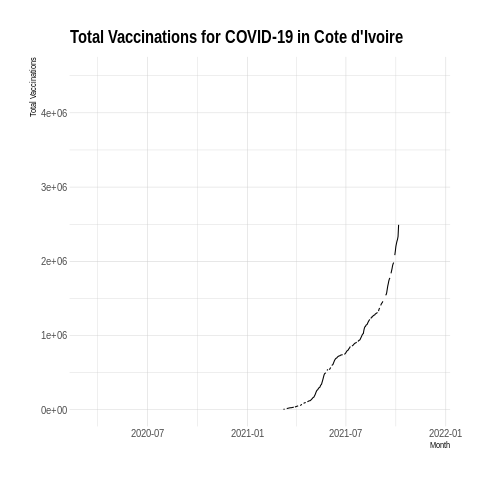 Total Vaccinations for COVID-19 in Cote d'Ivoire
Total Vaccinations
4e+06
3e+06
2e+06
1e+06
0e+00
2020-07
2021-01
2021-07
2022-01
Month